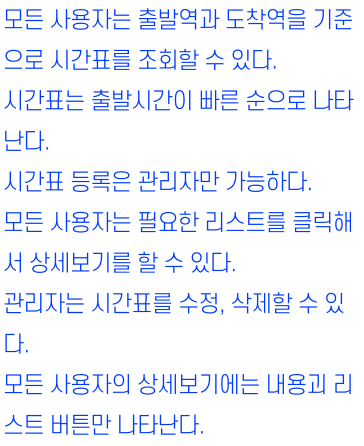 모든 사용자는 출발역과 도착역을 기준
으로 시간표를 조회할 수 있다.
시간표는 출발시간이 빠른 순으로 나타
난다.
시간표 등록은 관리자만 가능하다.
모든 사용자는 필요한 리스트를 클릭해
서 상세보기를 할 수 있다.
관리자는 시간표를 수정, 삭제할 수 있
다.
모든 사용자의 상세보기에는 내용괴 리
스트 버튼만 나타난다.